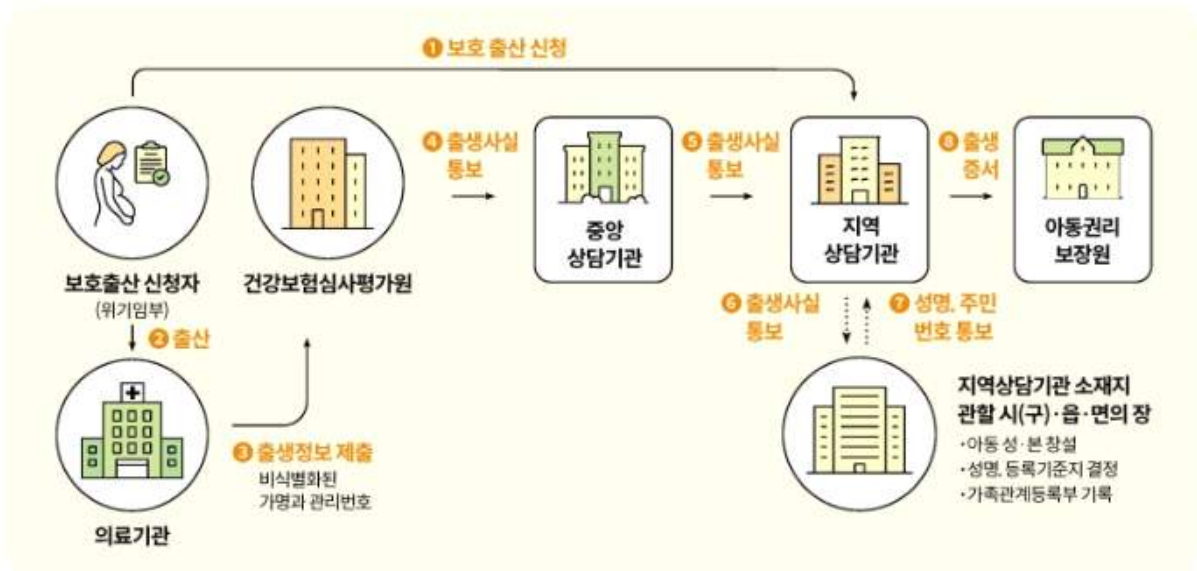 ❶ 보호 출산 신청
보호출산 신청자
(위기임부)
❷ 출산
의료기관
❸ 출생정보 제출
비식별화된
가명과 관리번호
건강보험심사평가원
❹ 출생사실
통보
중앙
상담기관
❺ 출생사실
통보
지역
상담기관
❻ 출생사실
통보
❼ 성명, 주민
번호 통보
지역상담기관 소재지
관할 시(구)·읍·면의 장
·아동 성·본 창설
·성명, 등록기준지 결정
·가족관계등록부 기록
❽ 출생
증서
아동권리
보장원